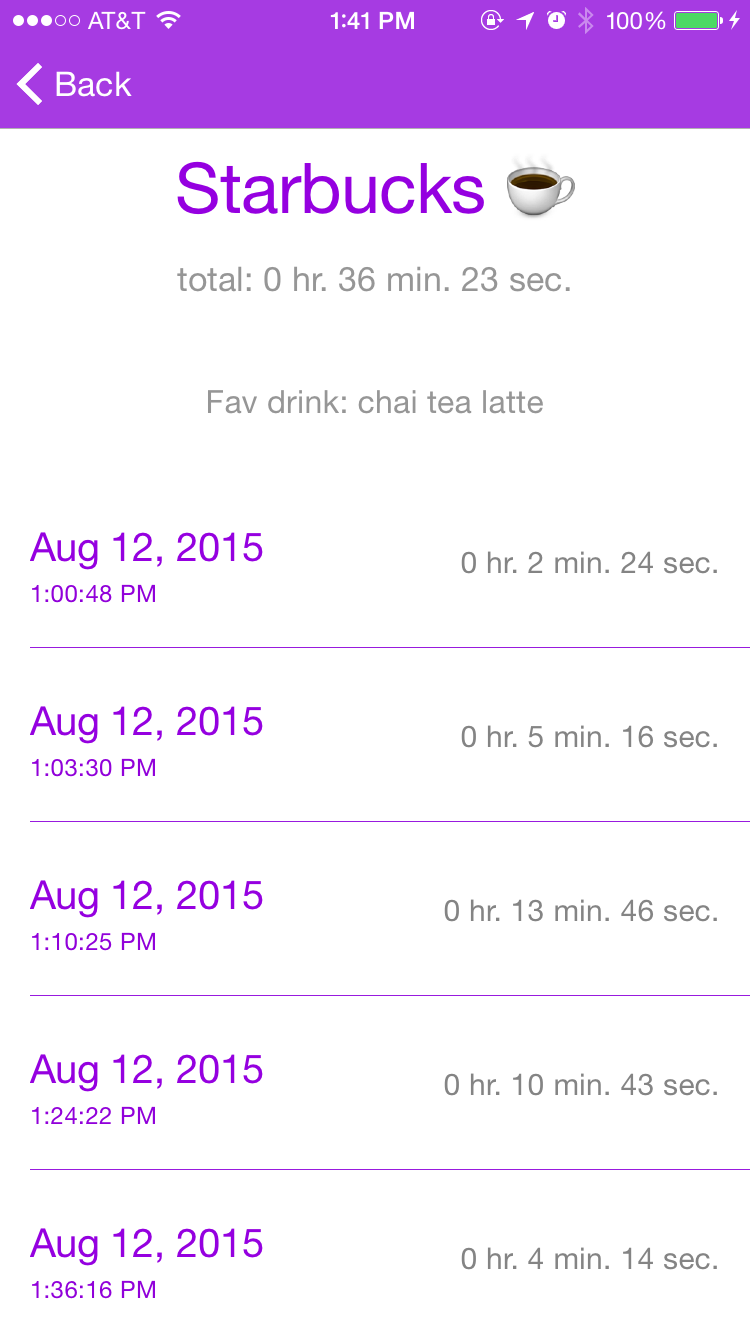 AT&T 1:41 PM 100%
Back
Starbucks ☕
total: 0 hr. 36 min. 23 sec.
Fav drink: chai tea latte
Aug 12, 2015
1:00:48 PM
0 hr. 2 min. 24 sec.
Aug 12, 2015
1:03:30 PM
0 hr. 5 min. 16 sec.
Aug 12, 2015
1:10:25 PM
0 hr. 13 min. 46 sec.
Aug 12, 2015
1:24:22 PM
0 hr. 10 min. 43 sec.
Aug 12, 2015
1:36:16 PM
0 hr. 4 min. 14 sec.